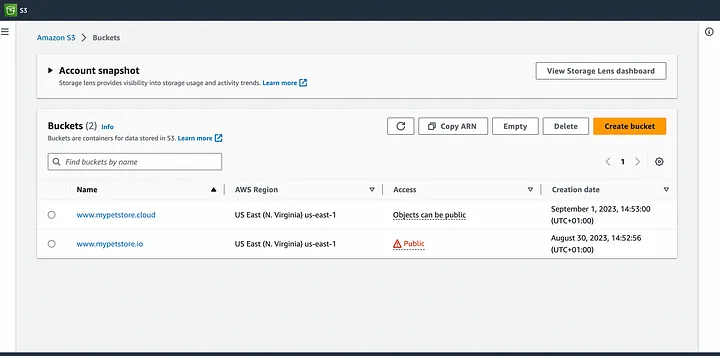 S3
Amazon S3 > Buckets
Account snapshot
Storage lens provides visibility into storage usage and activity trends. Learn more
View Storage Lens dashboard
Buckets (2) Info
Buckets are containers for data stored in S3. Learn more
Copy ARN
Empty
Delete
Create bucket
Find buckets by name
1
Name AWS Region Access Creation date
www.mypetstore.cloud US East (N. Virginia) us-east-1 Objects can be public September 1, 2023, 14:53:00
(UTC+01:00)
www.mypetstore.io US East (N. Virginia) us-east-1 Public August 30, 2023, 14:52:56
(UTC+01:00)